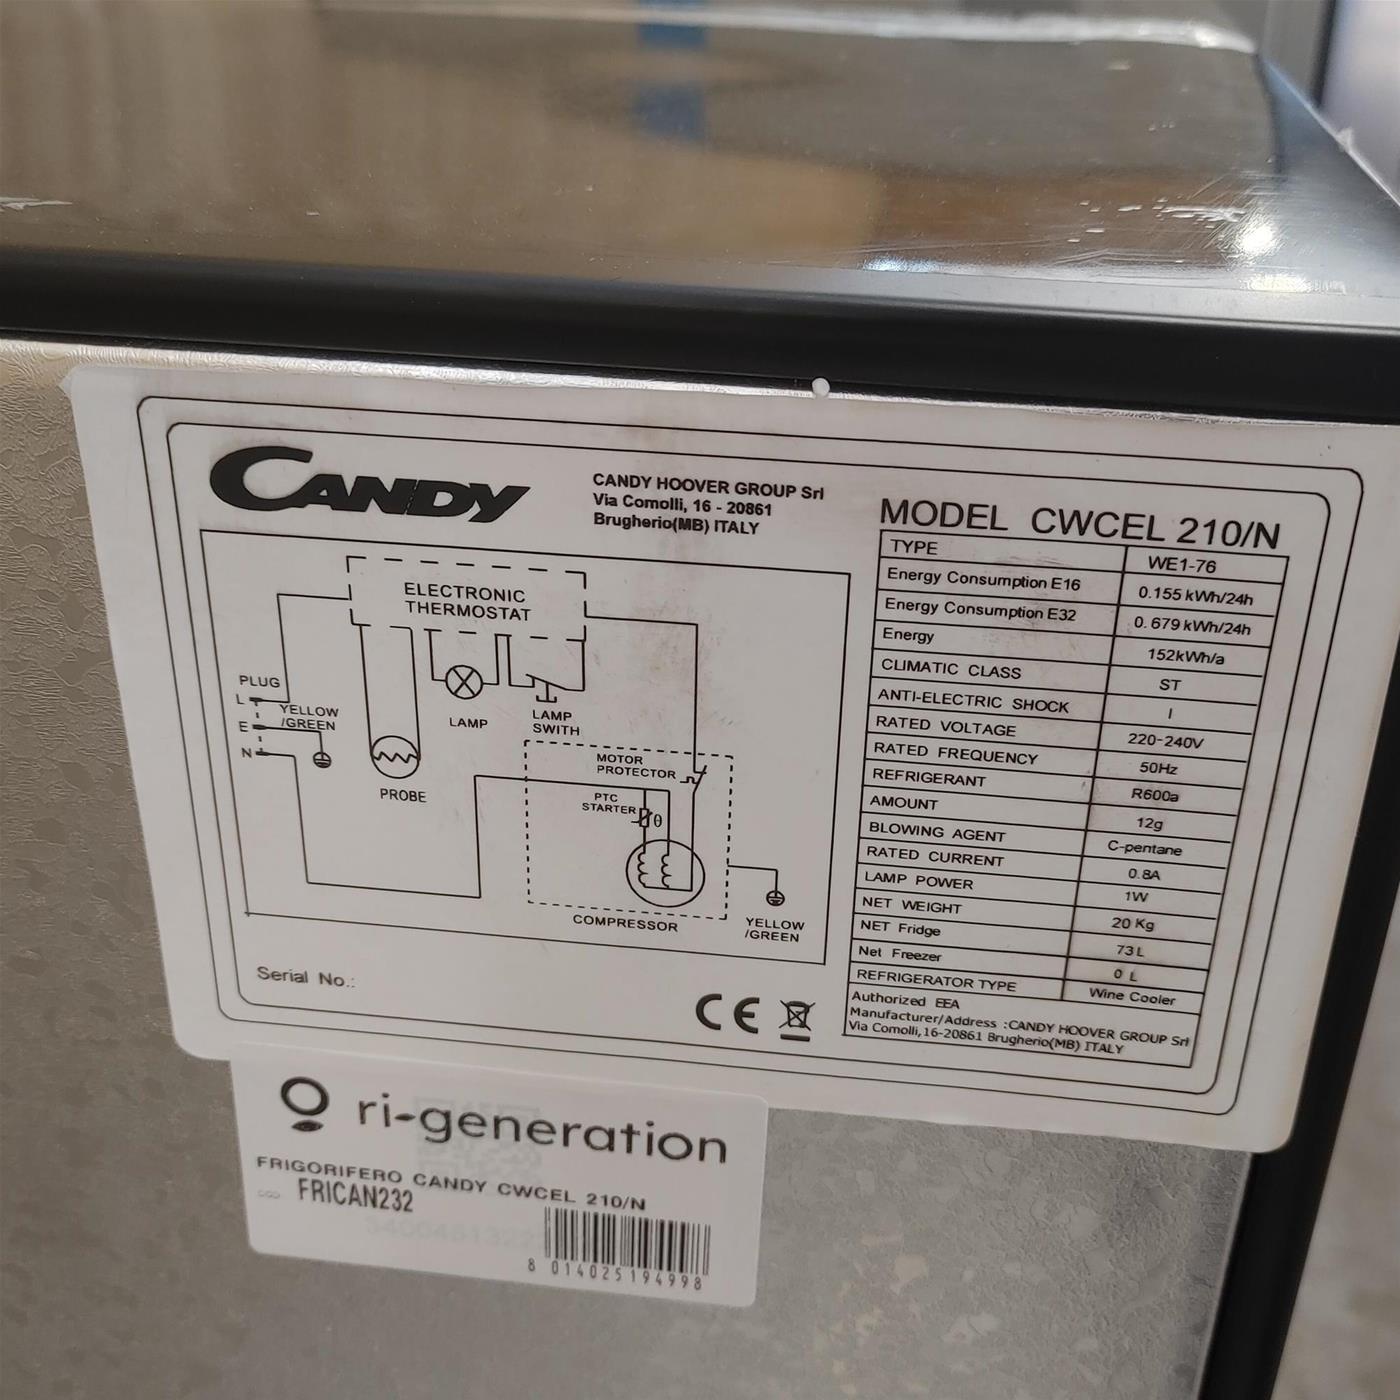 CANDY
CANDY HOOVER GROUP Srl
Via Comolli, 16 - 20861
Brugherio(MB) ITALY
ELECTRONIC
THERMOSTAT
PLUG
L
YELLOW
/GREEN
E
N
LAMP
LAMP
SWITH
PROBE
MOTOR
PROTECTOR
PTC
STARTER
θ
COMPRESSOR
YELLOW
/GREEN
Serial No.:
CE
MODEL CWCEL 210/N
TYPE WE1-76
Energy Consumption E16 0.155 kWh/24h
Energy Consumption E32 0.679 kWh/24h
Energy 152kWh/a
CLIMATIC CLASS ST
ANTI-ELECTRIC SHOCK I
RATED VOLTAGE 220-240V
RATED FREQUENCY 50Hz
REFRIGERANT R600a
AMOUNT 12g
BLOWING AGENT C-pentane
RATED CURRENT 0.8A
LAMP POWER 1W
NET WEIGHT 20 Kg
NET Fridge 73 L
Net Freezer 0 L
REFRIGERATOR TYPE Wine Cooler
Authorized EEA
Manufacturer/Address :CANDY HOOVER GROUP Srl
Via Comolli,16-20861 Brugherio(MB) ITALY
ri-generation
FRIGORIFERO CANDY CWCEL 210/N
FRICAN232
8 014025194998